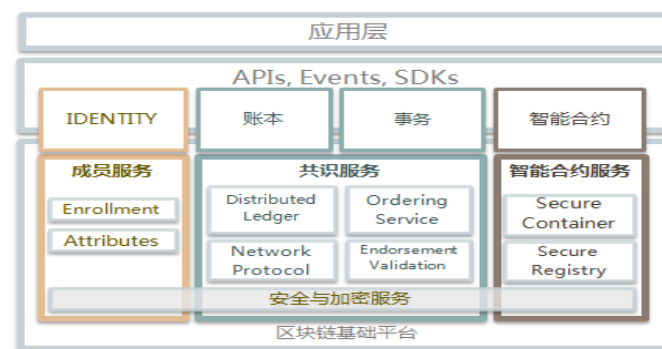 应用层
APIs, Events, SDKs
IDENTITY
账本
事务
智能合约
成员服务
Enrollment
Attributes
共识服务
Distributed
Ledger
Ordering
Service
Network
Protocol
Endorsement
Validation
智能合约服务
Secure
Container
Secure
Registry
安全与加密服务
区块链基础平台